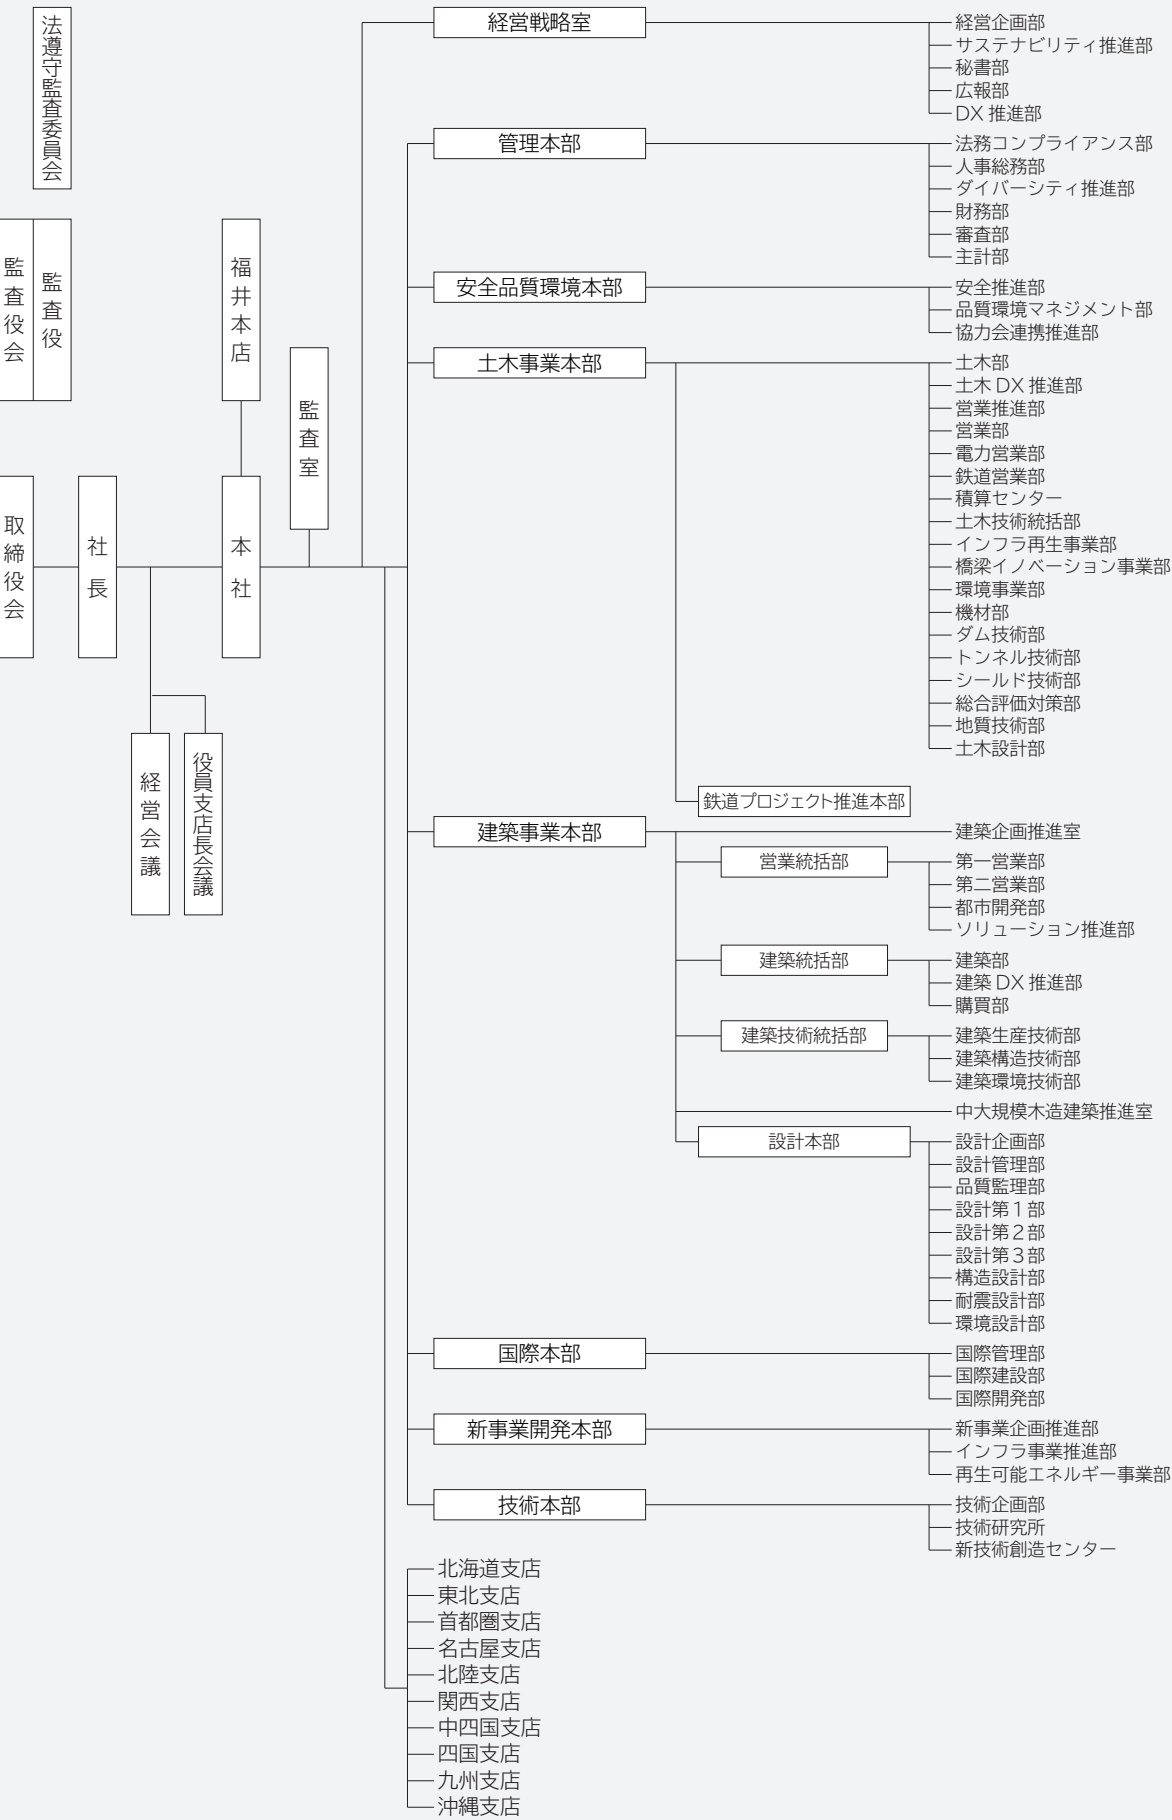 法遵守監査委員会
監査役会
監査役
福井本店
監査室
取締役会
社長
本社
経営会議
役員支店長会議
経営戦略室
経営企画部
サステナビリティ推進部
秘書部
広報部
DX 推進部
管理本部
法務コンプライアンス部
人事総務部
ダイバーシティ推進部
財務部
審査部
主計部
安全品質環境本部
安全推進部
品質環境マネジメント部
協力会連携推進部
土木事業本部
土木部
土木 DX 推進部
営業推進部
営業部
電力営業部
鉄道営業部
積算センター
土木技術統括部
インフラ再生事業部
橋梁イノベーション事業部
環境事業部
機材部
ダム技術部
トンネル技術部
シールド技術部
総合評価対策部
地質技術部
土木設計部
鉄道プロジェクト推進本部
建築事業本部
建築企画推進室
営業統括部
第一営業部
第二営業部
都市開発部
ソリューション推進部
建築統括部
建築部
建築 DX 推進部
購買部
建築技術統括部
建築生産技術部
建築構造技術部
建築環境技術部
中大規模木造建築推進室
設計本部
設計企画部
設計管理部
品質監理部
設計第1部
設計第2部
設計第3部
構造設計部
耐震設計部
環境設計部
国際本部
国際管理部
国際建設部
国際開発部
新事業開発本部
新事業企画推進部
インフラ事業推進部
再生可能エネルギー事業部
技術本部
技術企画部
技術研究所
新技術創造センター
北海道支店
東北支店
首都圏支店
名古屋支店
北陸支店
関西支店
中四国支店
四国支店
九州支店
沖縄支店